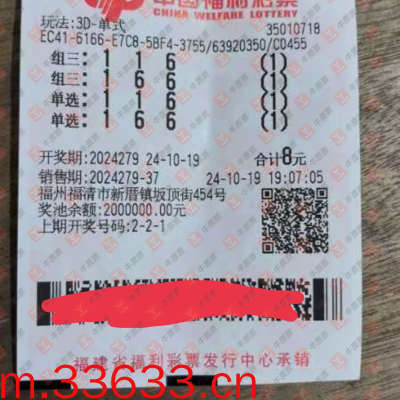 中国福利彩票
CHINA WELFARE LOTTERY
玩法:3D-单式 35010718
EC41-6166-E7C8-5BF4-3755/63920350/CD455
组三: 1 1 6 (1)
组三: 1 6 6 (1)
单选: 1 1 6 (1)
单选: 1 6 6 (1)
开奖期:2024279 24-10-19 合计8元
销售期:2024279-37 24-10-19 19:07:05
福州福清市新厝镇坂顶街454号
奖池余额:2000000.00元
上期开奖号码:2-2-1
福建省福利彩票发行中心承销
m.33633.cn